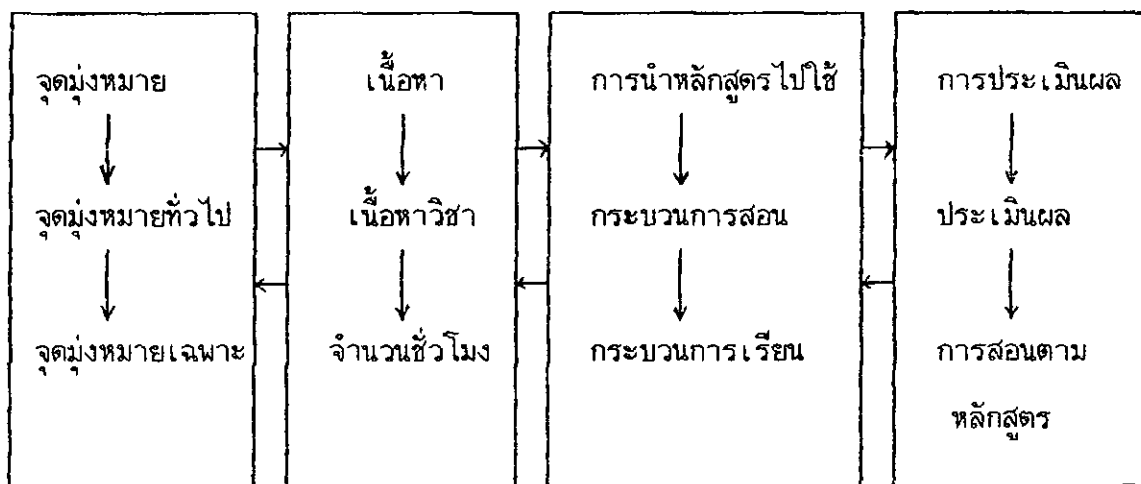 จุดมุ่งหมาย
จุดมุ่งหมายทั่วไป
จุดมุ่งหมายเฉพาะ
เนื้อหา
เนื้อหาวิชา
จำนวนชั่วโมง
การนำหลักสูตรไปใช้
กระบวนการสอน
กระบวนการเรียน
การประเมินผล
ประเมินผล
การสอนตาม
หลักสูตร